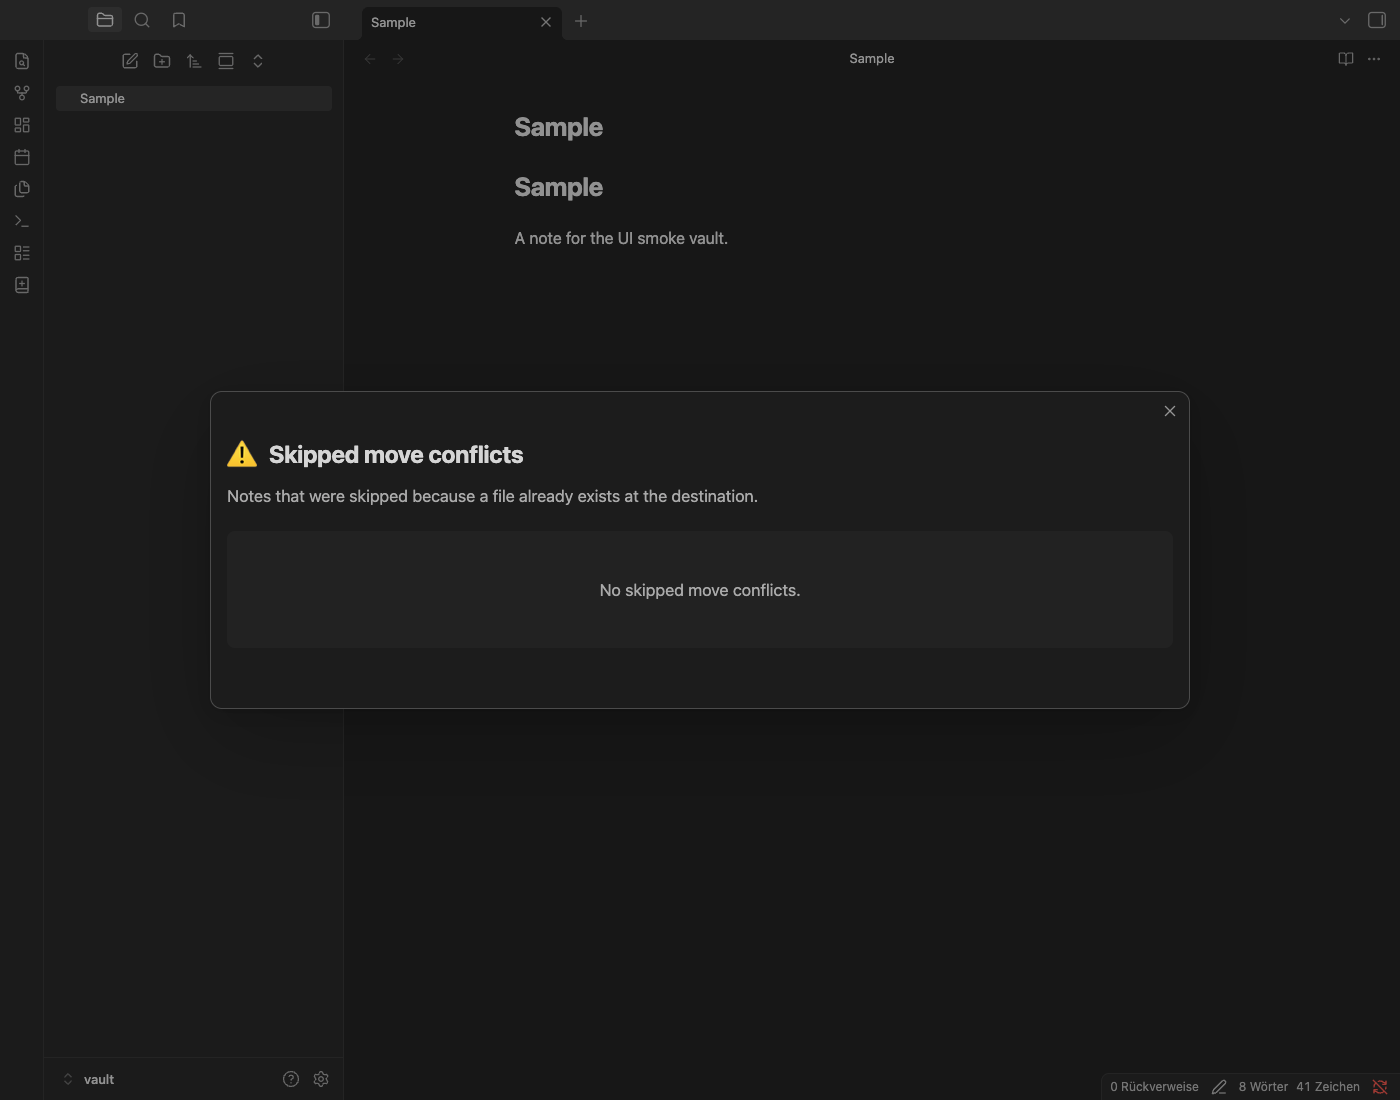 Sample
Sample
Sample
Sample
Sample
A note for the UI smoke vault.
Skipped move conflicts
Notes that were skipped because a file already exists at the destination.
No skipped move conflicts.
vault
0 Rückverweise 8 Wörter 41 Zeichen